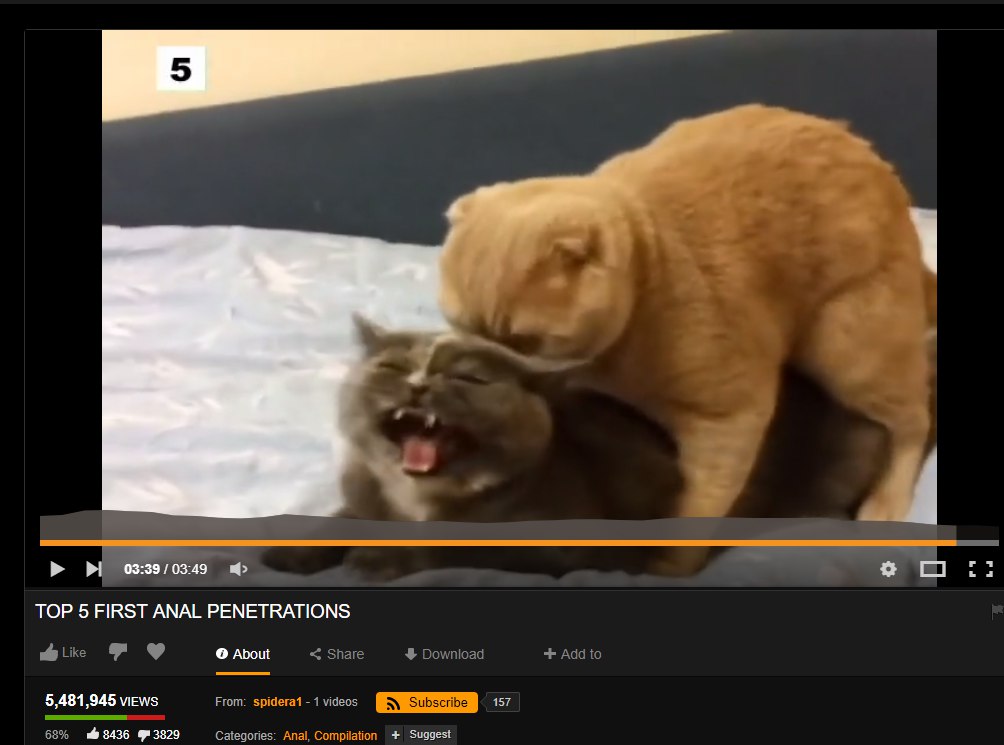 5
03:39 / 03:49
TOP 5 FIRST ANAL PENETRATIONS
Like
About
Share
Download
Add to
5,481,945 VIEWS
From: spidera1 - 1 videos
Subscribe
157
68%
8436
3829
Categories: Anal, Compilation
+ Suggest